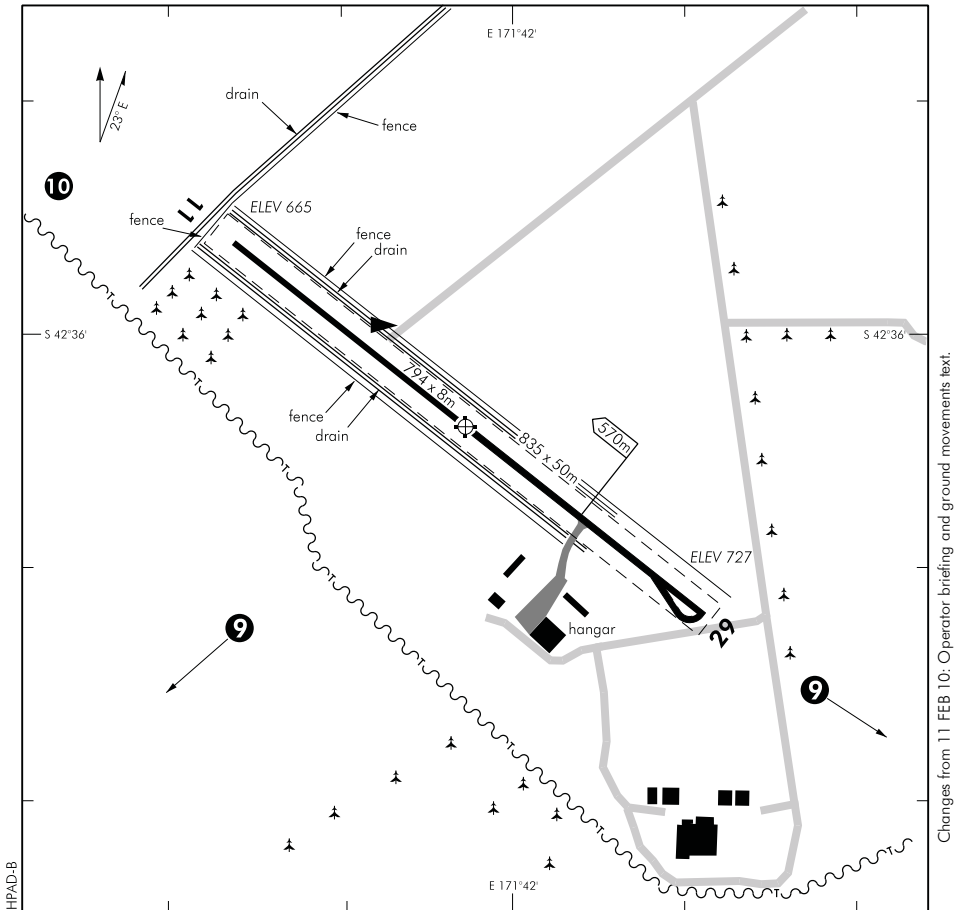 E 171°42'
23° E
drain
fence
10
ELEV 665
fence
fence
drain
S 42°36'
S 42°36'
794 x 8m
fence
drain
835 x 50m
570m
ELEV 727
9
hangar
29
9
E 171°42'
T
T
T
T
T
T
T
T
T
HPAD-B
Changes from 11 FEB 10: Operator briefing and ground movements text.